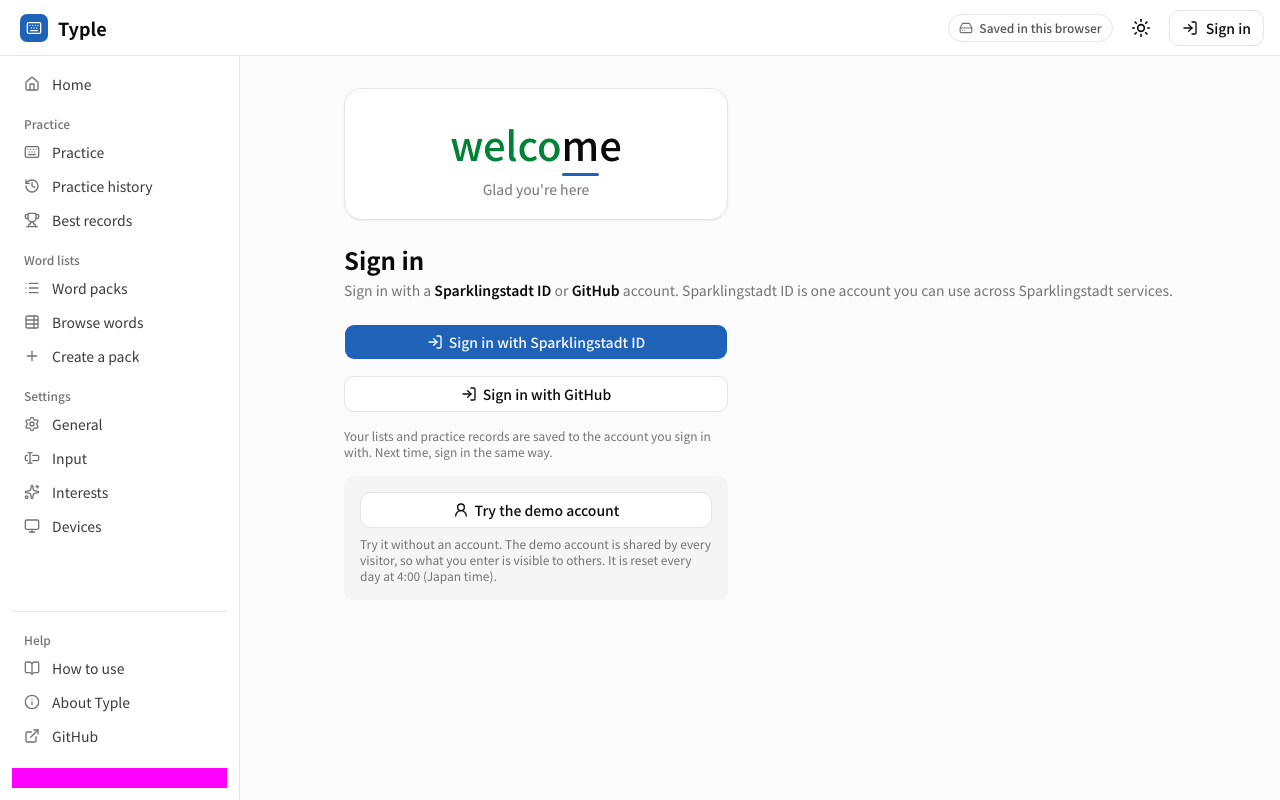 Typle
Saved in this browser
Sign in
Home
Practice
Practice
Practice history
Best records
Word lists
Word packs
Browse words
Create a pack
Settings
General
Input
Interests
Devices
Help
How to use
About Typle
GitHub
welcome
Glad you're here
Sign in
Sign in with a Sparklingstadt ID or GitHub account. Sparklingstadt ID is one account you can use across Sparklingstadt services.
Sign in with Sparklingstadt ID
Sign in with GitHub
Your lists and practice records are saved to the account you sign in
with. Next time, sign in the same way.
Try the demo account
Try it without an account. The demo account is shared by every
visitor, so what you enter is visible to others. It is reset every
day at 4:00 (Japan time).